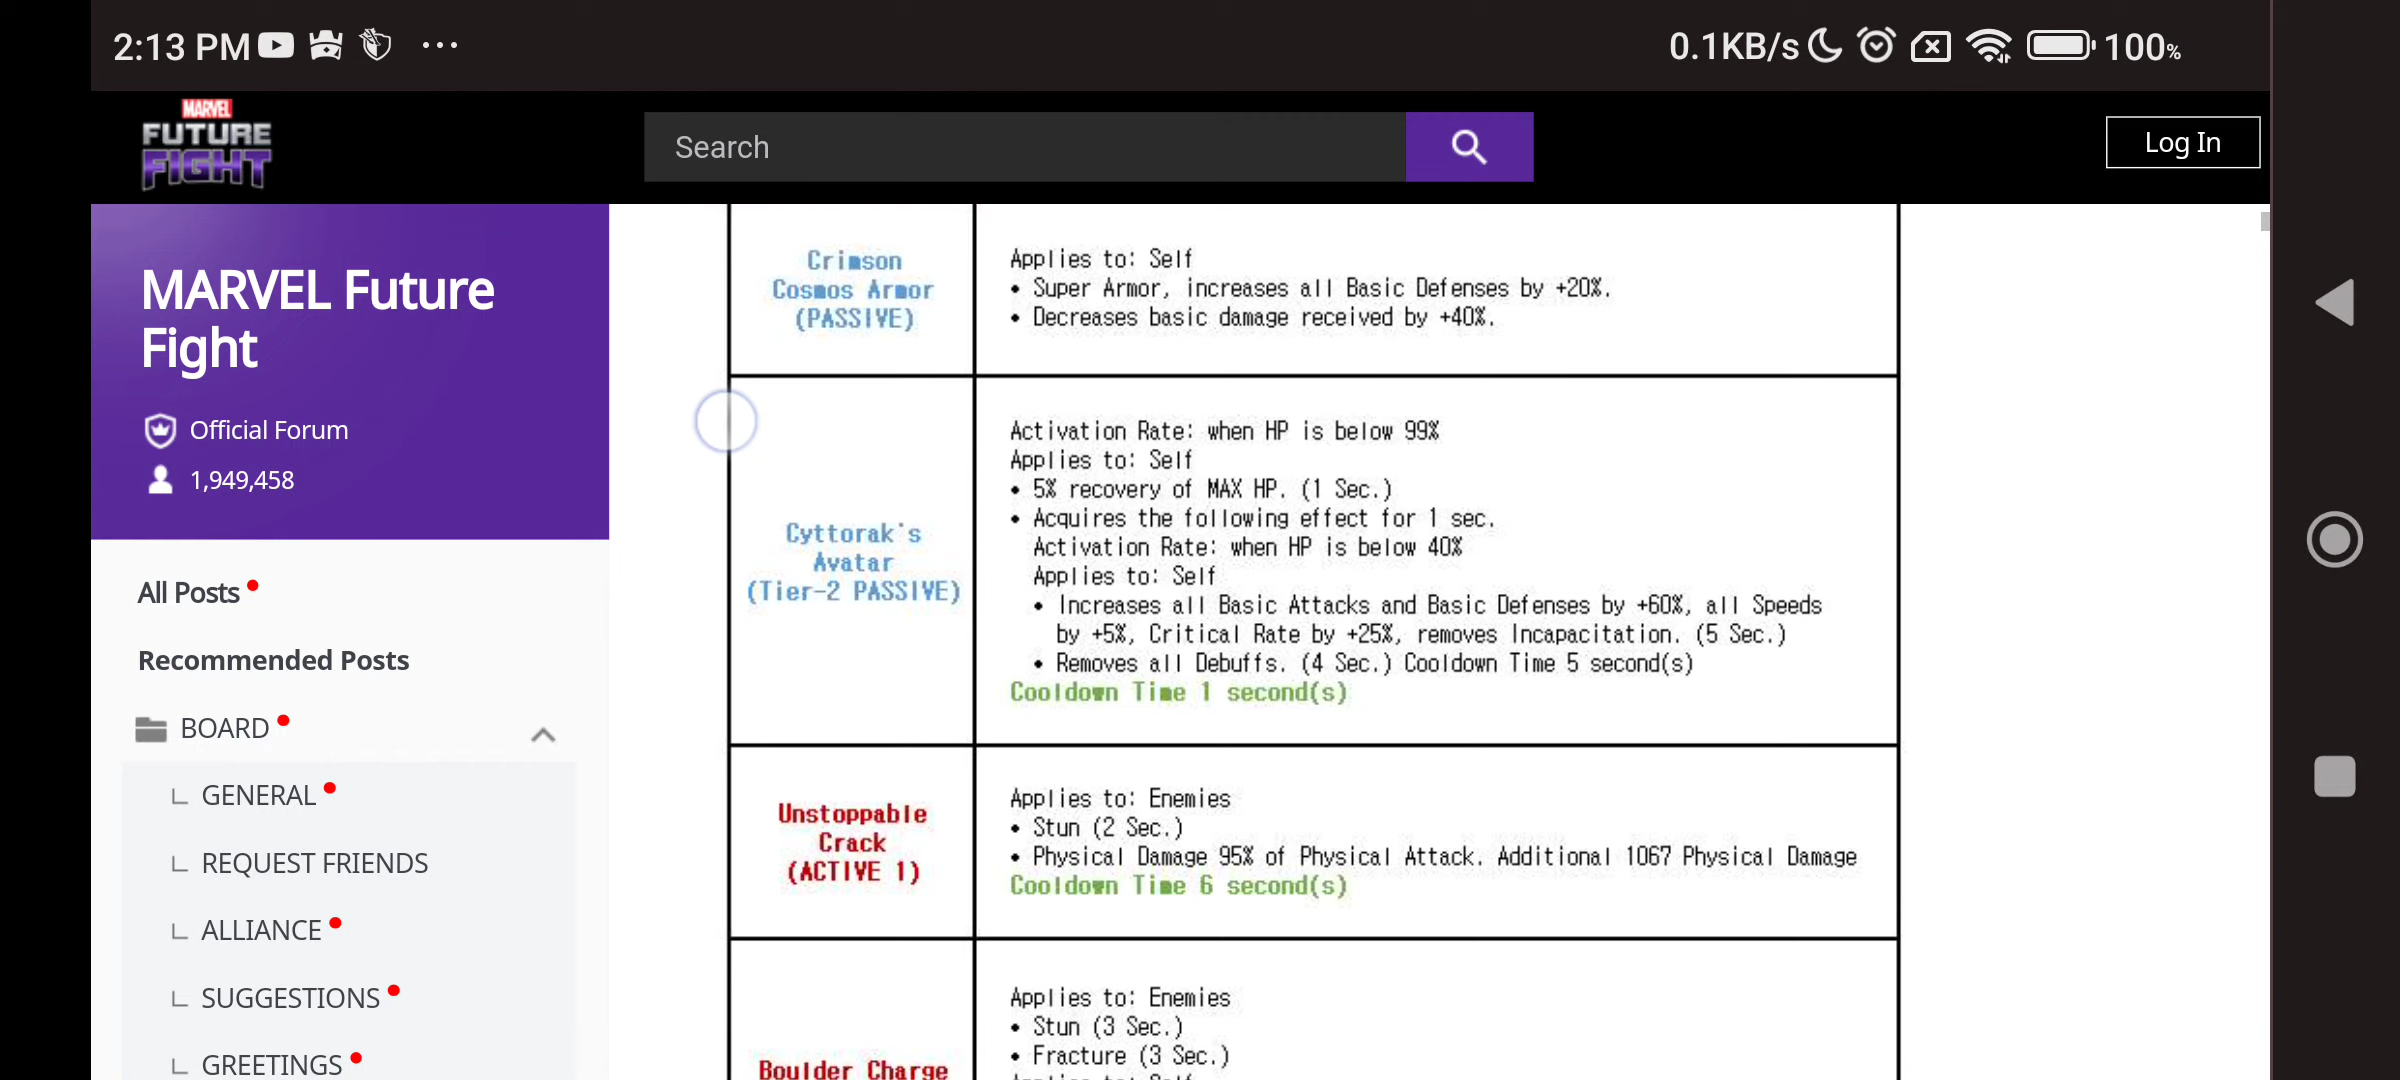 2:13 PM
0.1KB/s
100%
MARVEL
FUTURE
FIGHT
Search
Log In
MARVEL Future
Fight
Official Forum
1,949,458
All Posts
Recommended Posts
BOARD
GENERAL
REQUEST FRIENDS
ALLIANCE
SUGGESTIONS
GREETINGS
Crimson
Cosmos Armor
(PASSIVE)
Applies to: Self
• Super Armor, increases all Basic Defenses by +20%.
• Decreases basic damage received by +40%.
Cyttorak's
Avatar
(Tier-2 PASSIVE)
Activation Rate: when HP is below 99%
Applies to: Self
• 5% recovery of MAX HP. (1 Sec.)
• Acquires the following effect for 1 sec.
Activation Rate: when HP is below 40%
Applies to: Self
• Increases all Basic Attacks and Basic Defenses by +60%, all Speeds
by +5%, Critical Rate by +25%, removes Incapacitation. (5 Sec.)
• Removes all Debuffs. (4 Sec.) Cooldown Time 5 second(s)
Cooldown Time 1 second(s)
Unstoppable
Crack
(ACTIVE 1)
Applies to: Enemies
• Stun (2 Sec.)
• Physical Damage 95% of Physical Attack. Additional 1067 Physical Damage
Cooldown Time 6 second(s)
Boulder Charge
Applies to: Enemies
• Stun (3 Sec.)
• Fracture (3 Sec.)